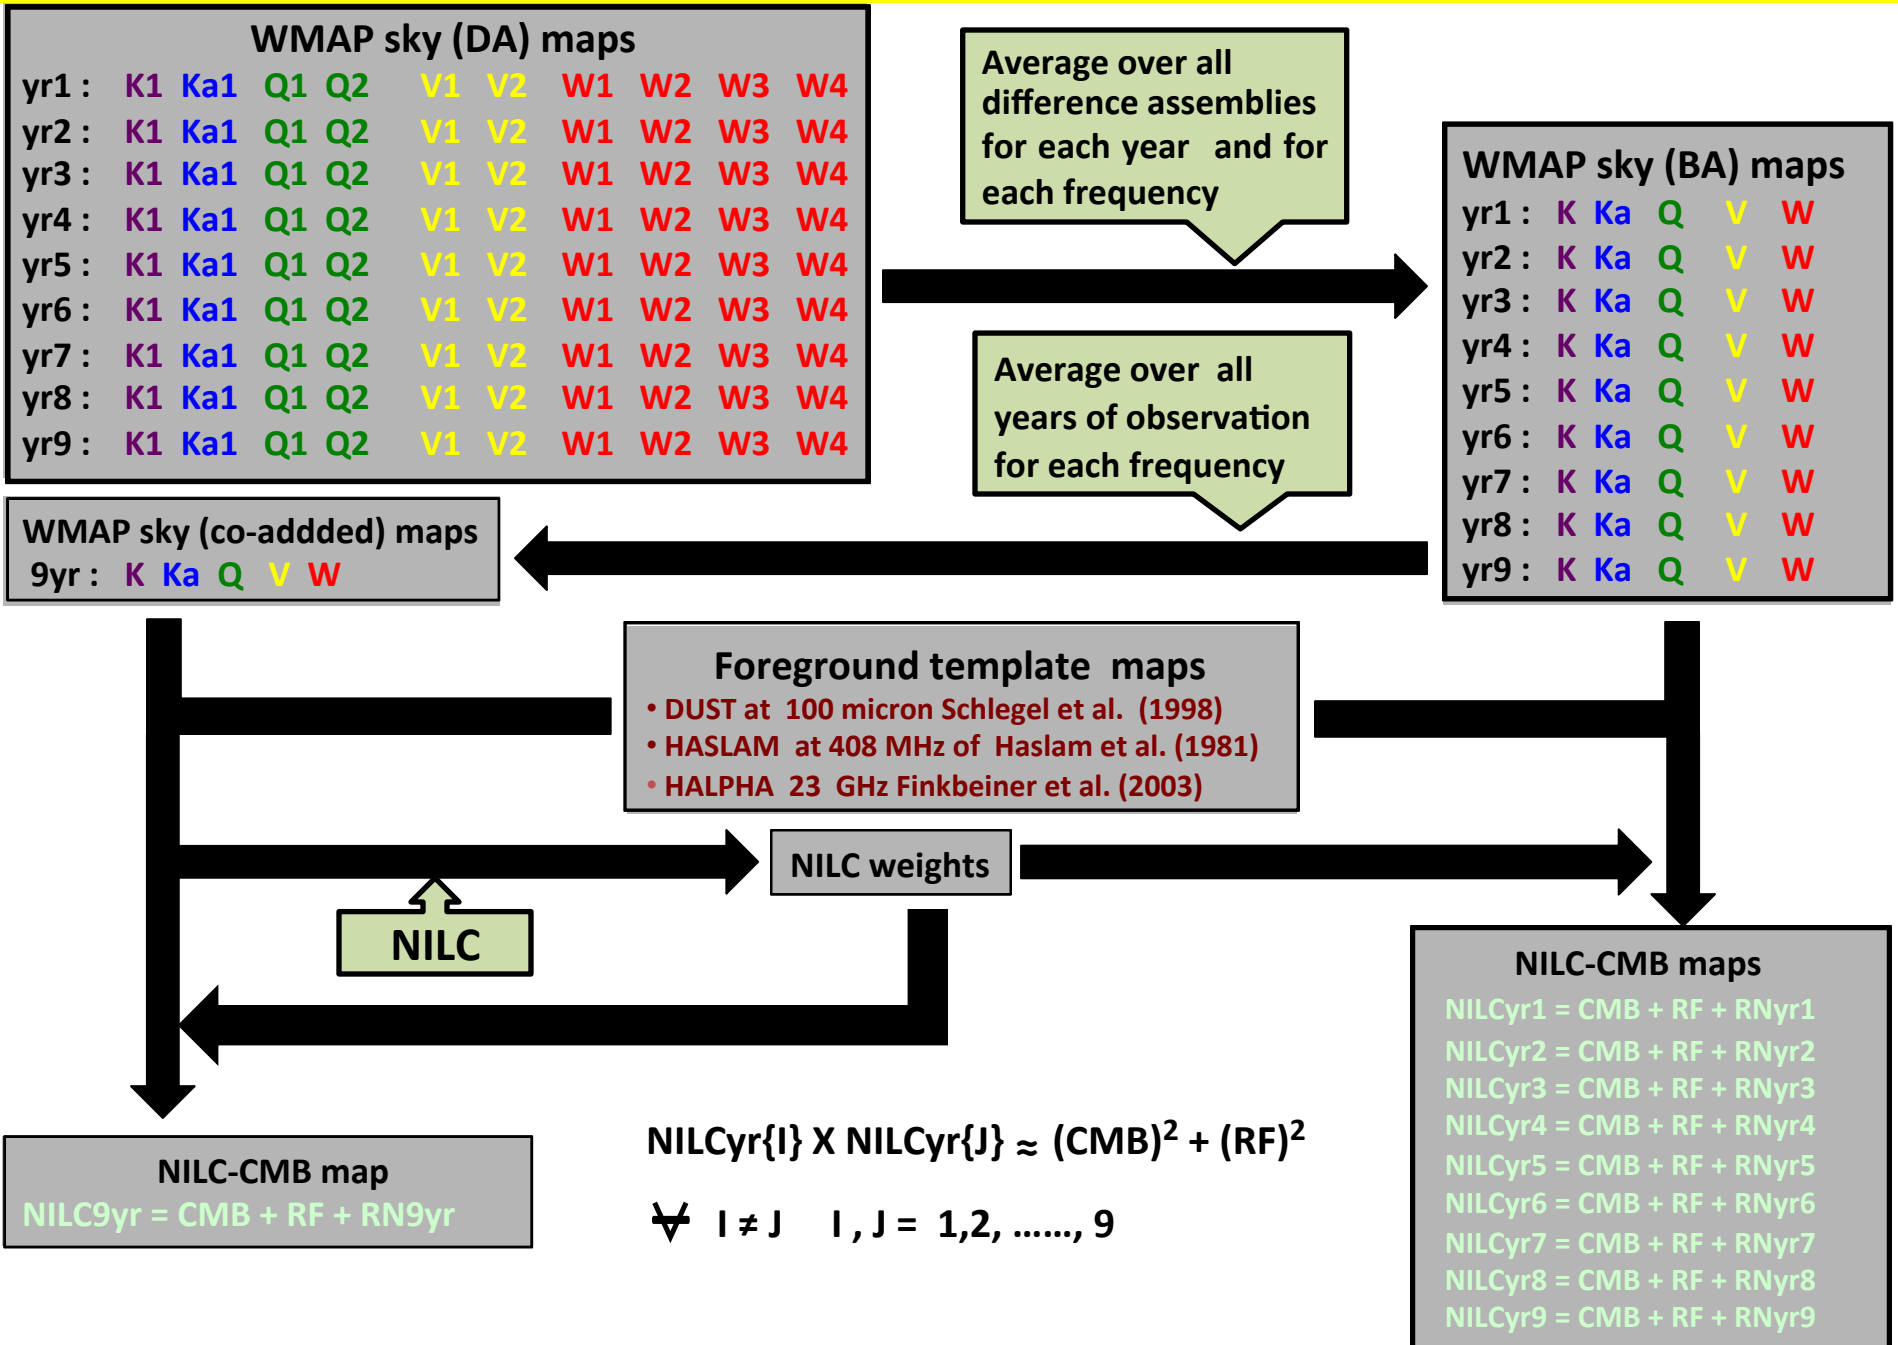 WMAP sky (DA) maps
yr1 : K1 Ka1 Q1 Q2 V1 V2 W1 W2 W3 W4
yr2 : K1 Ka1 Q1 Q2 V1 V2 W1 W2 W3 W4
yr3 : K1 Ka1 Q1 Q2 V1 V2 W1 W2 W3 W4
yr4 : K1 Ka1 Q1 Q2 V1 V2 W1 W2 W3 W4
yr5 : K1 Ka1 Q1 Q2 V1 V2 W1 W2 W3 W4
yr6 : K1 Ka1 Q1 Q2 V1 V2 W1 W2 W3 W4
yr7 : K1 Ka1 Q1 Q2 V1 V2 W1 W2 W3 W4
yr8 : K1 Ka1 Q1 Q2 V1 V2 W1 W2 W3 W4
yr9 : K1 Ka1 Q1 Q2 V1 V2 W1 W2 W3 W4
Average over all
difference assemblies
for each year and for
each frequency
WMAP sky (BA) maps
yr1 : K Ka Q V W
yr2 : K Ka Q V W
yr3 : K Ka Q V W
yr4 : K Ka Q V W
yr5 : K Ka Q V W
yr6 : K Ka Q V W
yr7 : K Ka Q V W
yr8 : K Ka Q V W
yr9 : K Ka Q V W
Average over all
years of observation
for each frequency
WMAP sky (co-addded) maps
9yr : K Ka Q V W
Foreground template maps
• DUST at 100 micron Schlegel et al. (1998)
• HASLAM at 408 MHz of Haslam et al. (1981)
• HALPHA 23 GHz Finkbeiner et al. (2003)
NILC weights
NILC
NILC-CMB maps
NILCyr1 = CMB + RF + RNyr1
NILCyr2 = CMB + RF + RNyr2
NILCyr3 = CMB + RF + RNyr3
NILCyr4 = CMB + RF + RNyr4
NILCyr5 = CMB + RF + RNyr5
NILCyr6 = CMB + RF + RNyr6
NILCyr7 = CMB + RF + RNyr7
NILCyr8 = CMB + RF + RNyr8
NILCyr9 = CMB + RF + RNyr9
NILC-CMB map
NILC9yr = CMB + RF + RN9yr
NILCyr{I} X NILCyr{J} ≈ (CMB)² + (RF)²
∀ I ≠ J I , J = 1,2, ......, 9